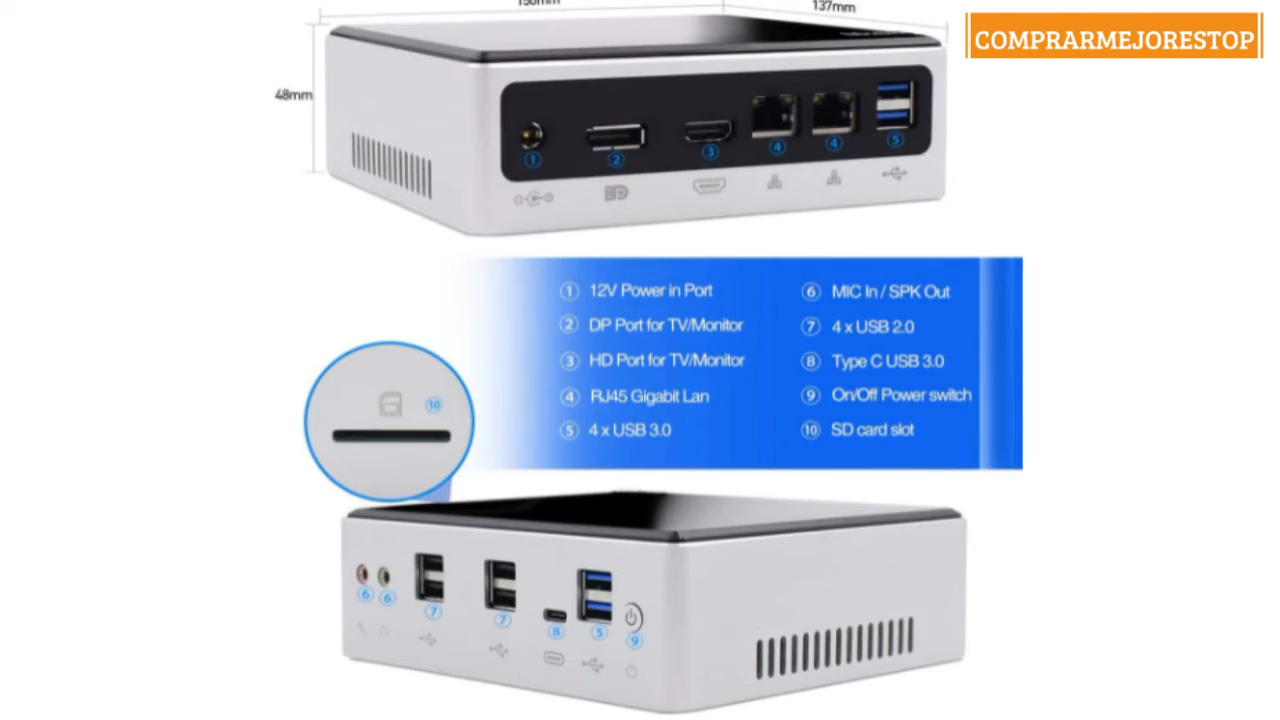 150mm
137mm
COMPRARMEJORESTOP
48mm
1
2
3
4
4
5
① 12V Power in Port
② DP Port for TV/Monitor
③ HD Port for TV/Monitor
④ RJ45 Gigabit Lan
⑤ 4 x USB 3.0
⑥ MIC In / SPK Out
⑦ 4 x USB 2.0
⑧ Type C USB 3.0
⑨ On/Off Power switch
⑩ SD card slot
10
6
6
7
7
8
5
9